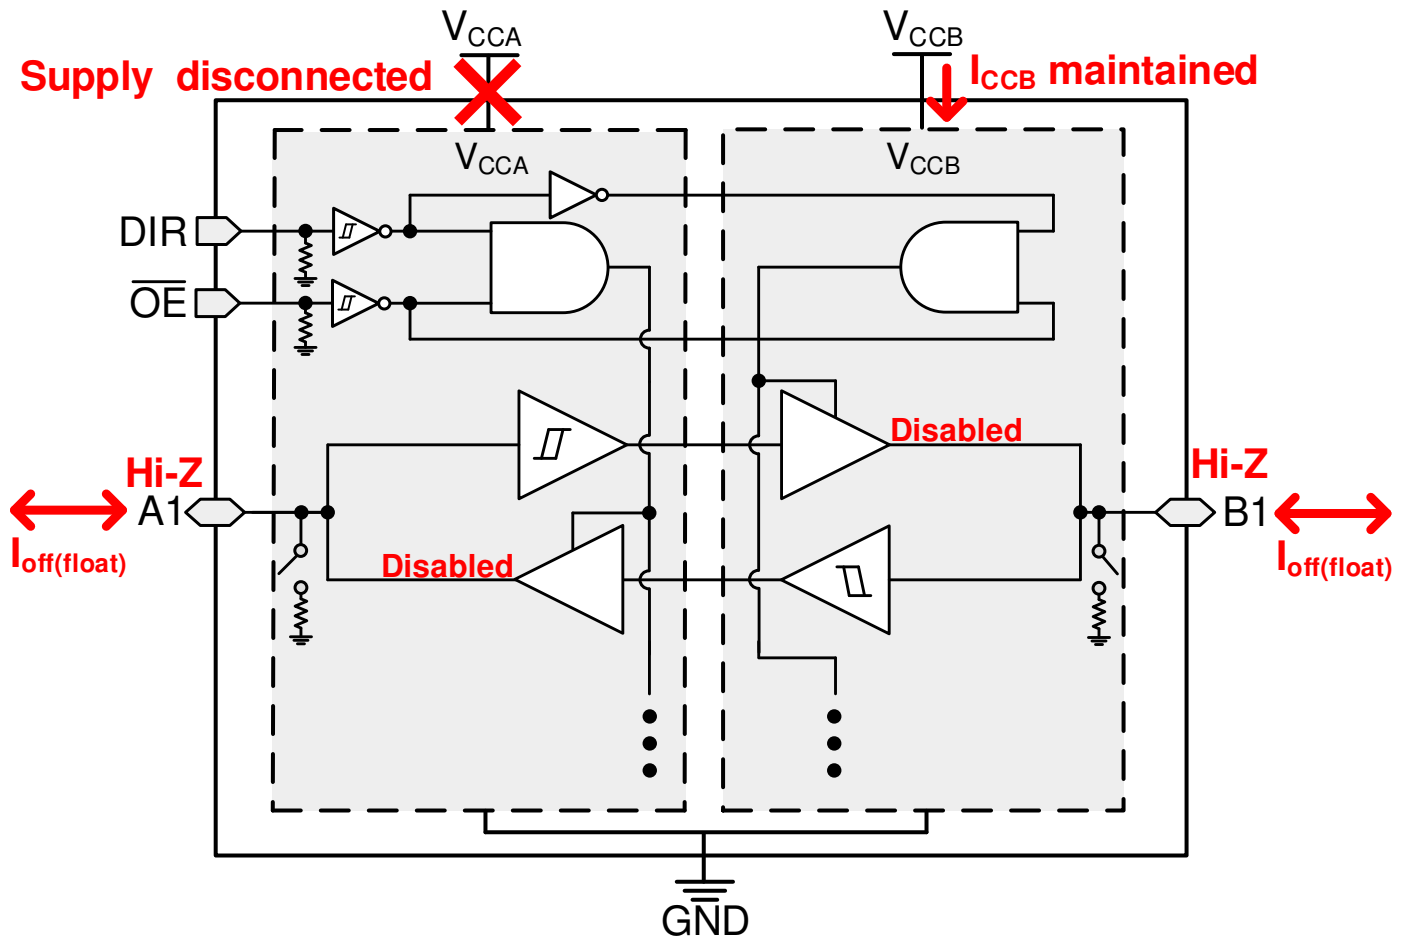 VCCA
VCCB
Supply disconnected
ICCB maintained
VCCA
VCCB
DIR
OE
Disabled
Hi-Z
Hi-Z
A1
B1
Ioff(float)
Ioff(float)
Disabled
GND